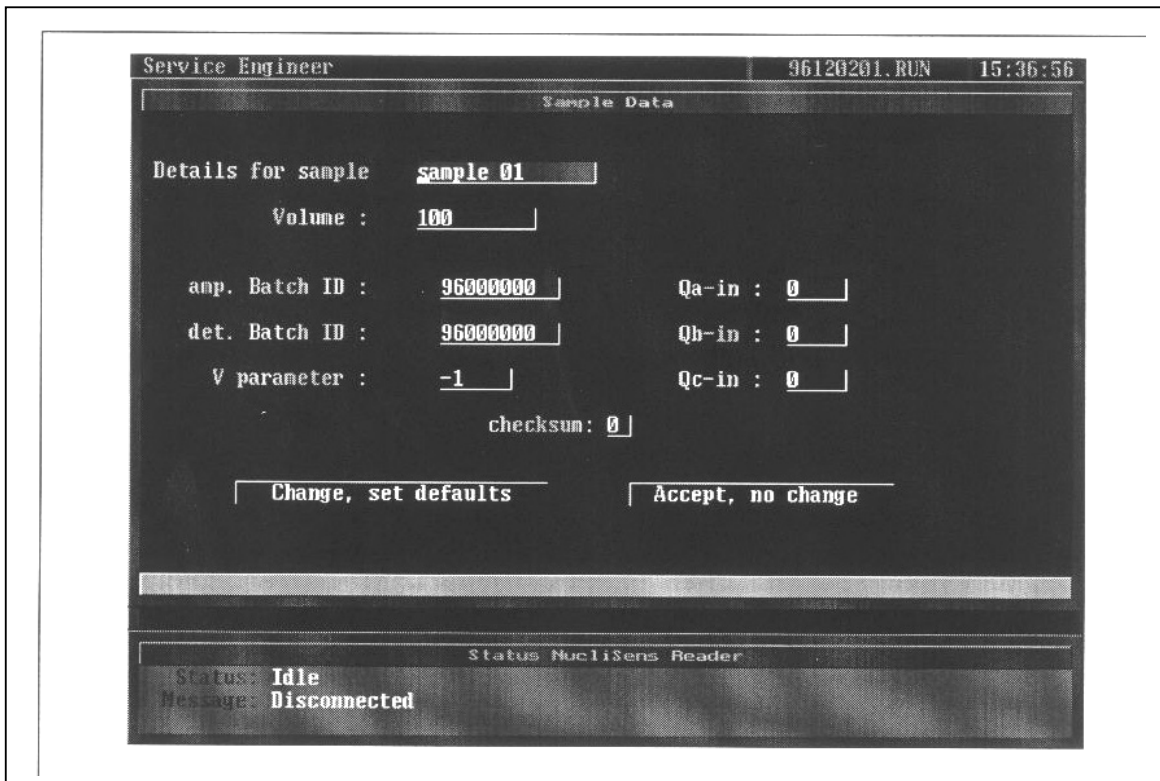 Service Engineer 96120201.RUN 15:36:56
Sample Data
Details for sample sample 01
Volume : 100
amp. Batch ID : 96000000 Qa-in : 0
det. Batch ID : 96000000 Qb-in : 0
V parameter : -1 Qc-in : 0
checksum: 0
Change, set defaults Accept, no change
Status NucliSens Reader
Status: Idle
Message: Disconnected